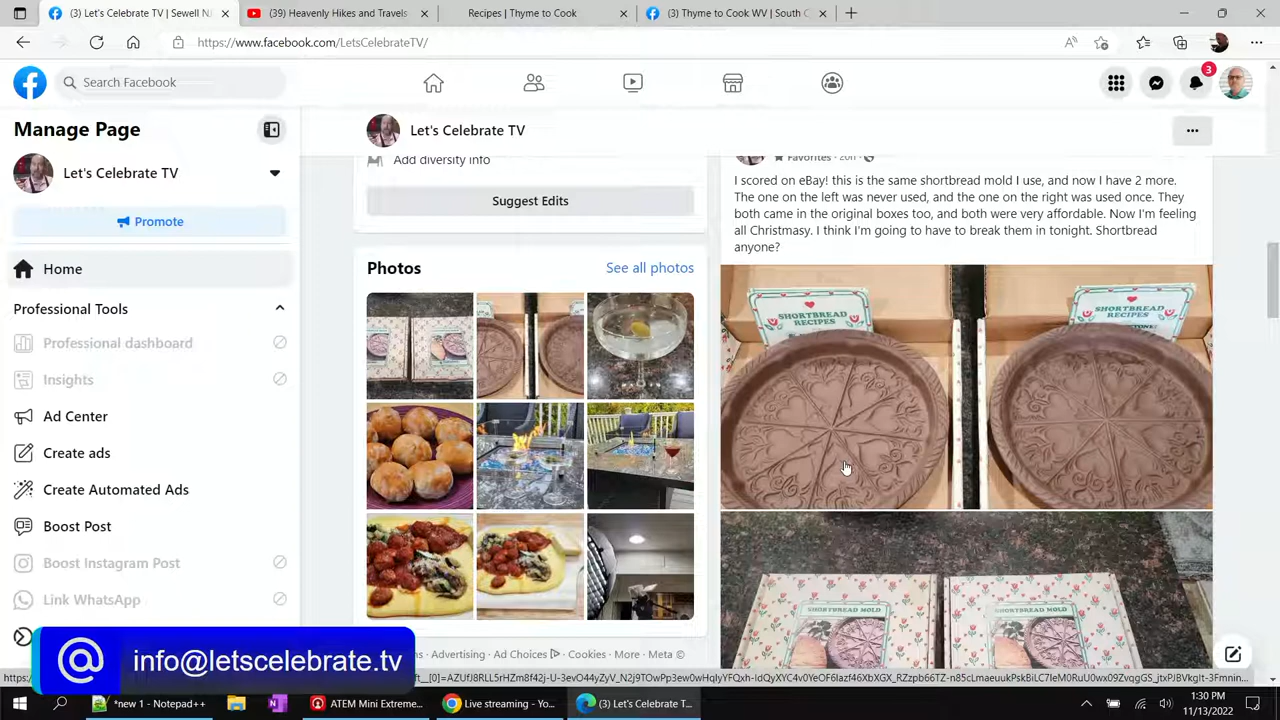 (3) Let's Celebrate TV | Sewell NJ
(39) Heavenly Hikes and Travels
Recipes | Thyme to Cook
(3) Thyme to Cook WV | South C
https://www.facebook.com/LetsCelebrateTV/
Search Facebook
3
Manage Page
Let's Celebrate TV
Promote
Home
Professional Tools
Professional dashboard
Insights
Ad Center
Create ads
Create Automated Ads
Boost Post
Boost Instagram Post
Link WhatsApp
Let's Celebrate TV
Add diversity info
Suggest Edits
Photos
See all photos
Advertising · Ad Choices · Cookies · More · Meta ©
Favorites · 20h ·
I scored on eBay! this is the same shortbread mold I use, and now I have 2 more.
The one on the left was never used, and the one on the right was used once. They
both came in the original boxes too, and both were very affordable. Now I'm feeling
all Christmasy. I think I'm going to have to break them in tonight. Shortbread
anyone?
SHORTBREAD
RECIPES
SHORTBREAD
RECIPES
SHORTBREAD MOLD
SHORTBREAD MOLD
@ info@letscelebrate.tv
*new 1 - Notepad++
ATEM Mini Extreme...
Live streaming - Yo...
(3) Let's Celebrate T...
1:30 PM
11/13/2022